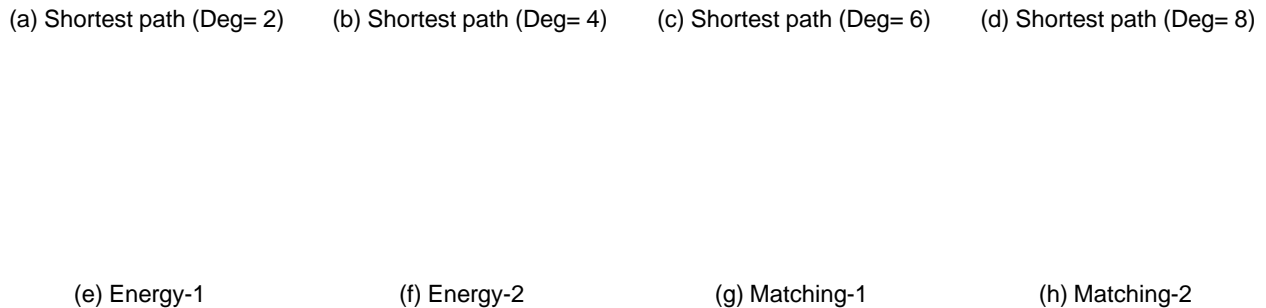 (a) Shortest path (Deg= 2) (b) Shortest path (Deg= 4) (c) Shortest path (Deg= 6) (d) Shortest path (Deg= 8)
(e) Energy-1 (f) Energy-2 (g) Matching-1 (h) Matching-2